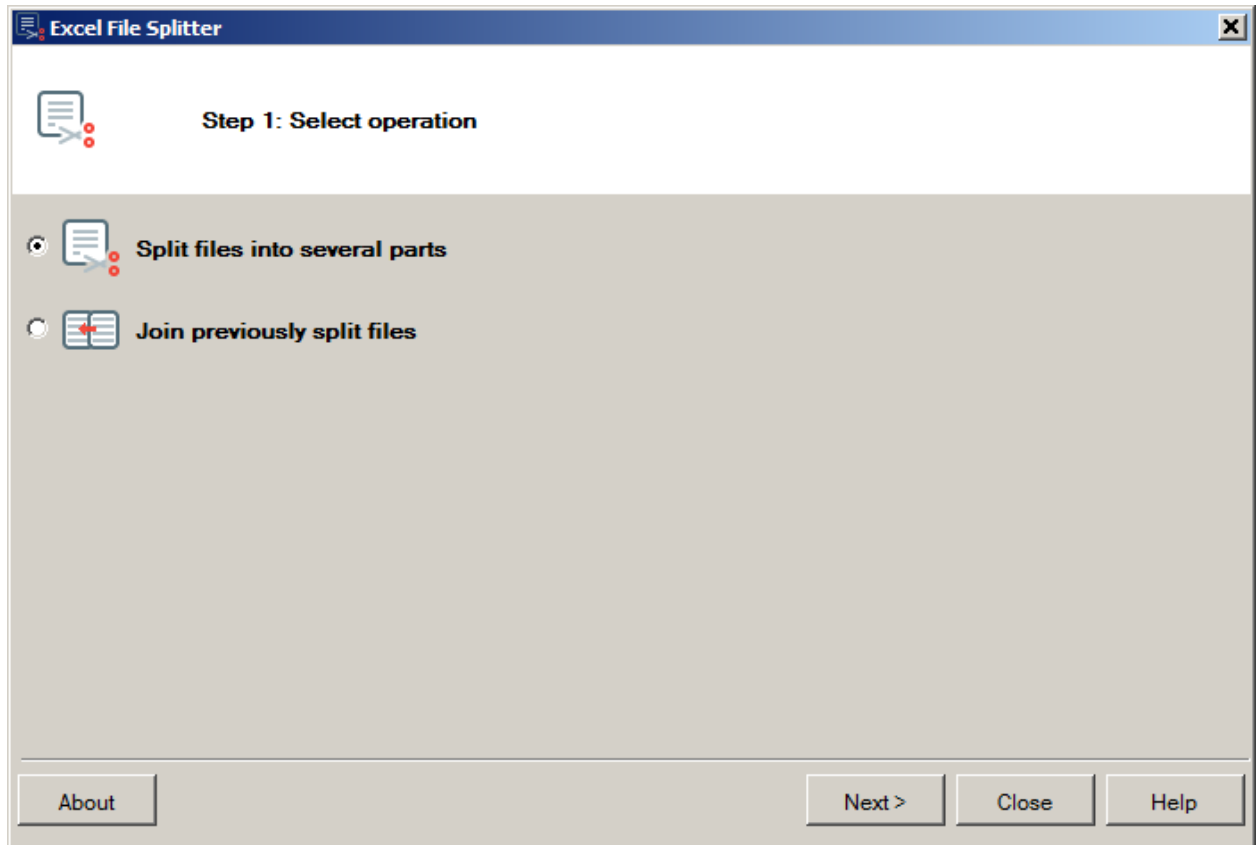 Excel File Splitter
Step 1: Select operation
Split files into several parts
Join previously split files
About
Next >
Close
Help